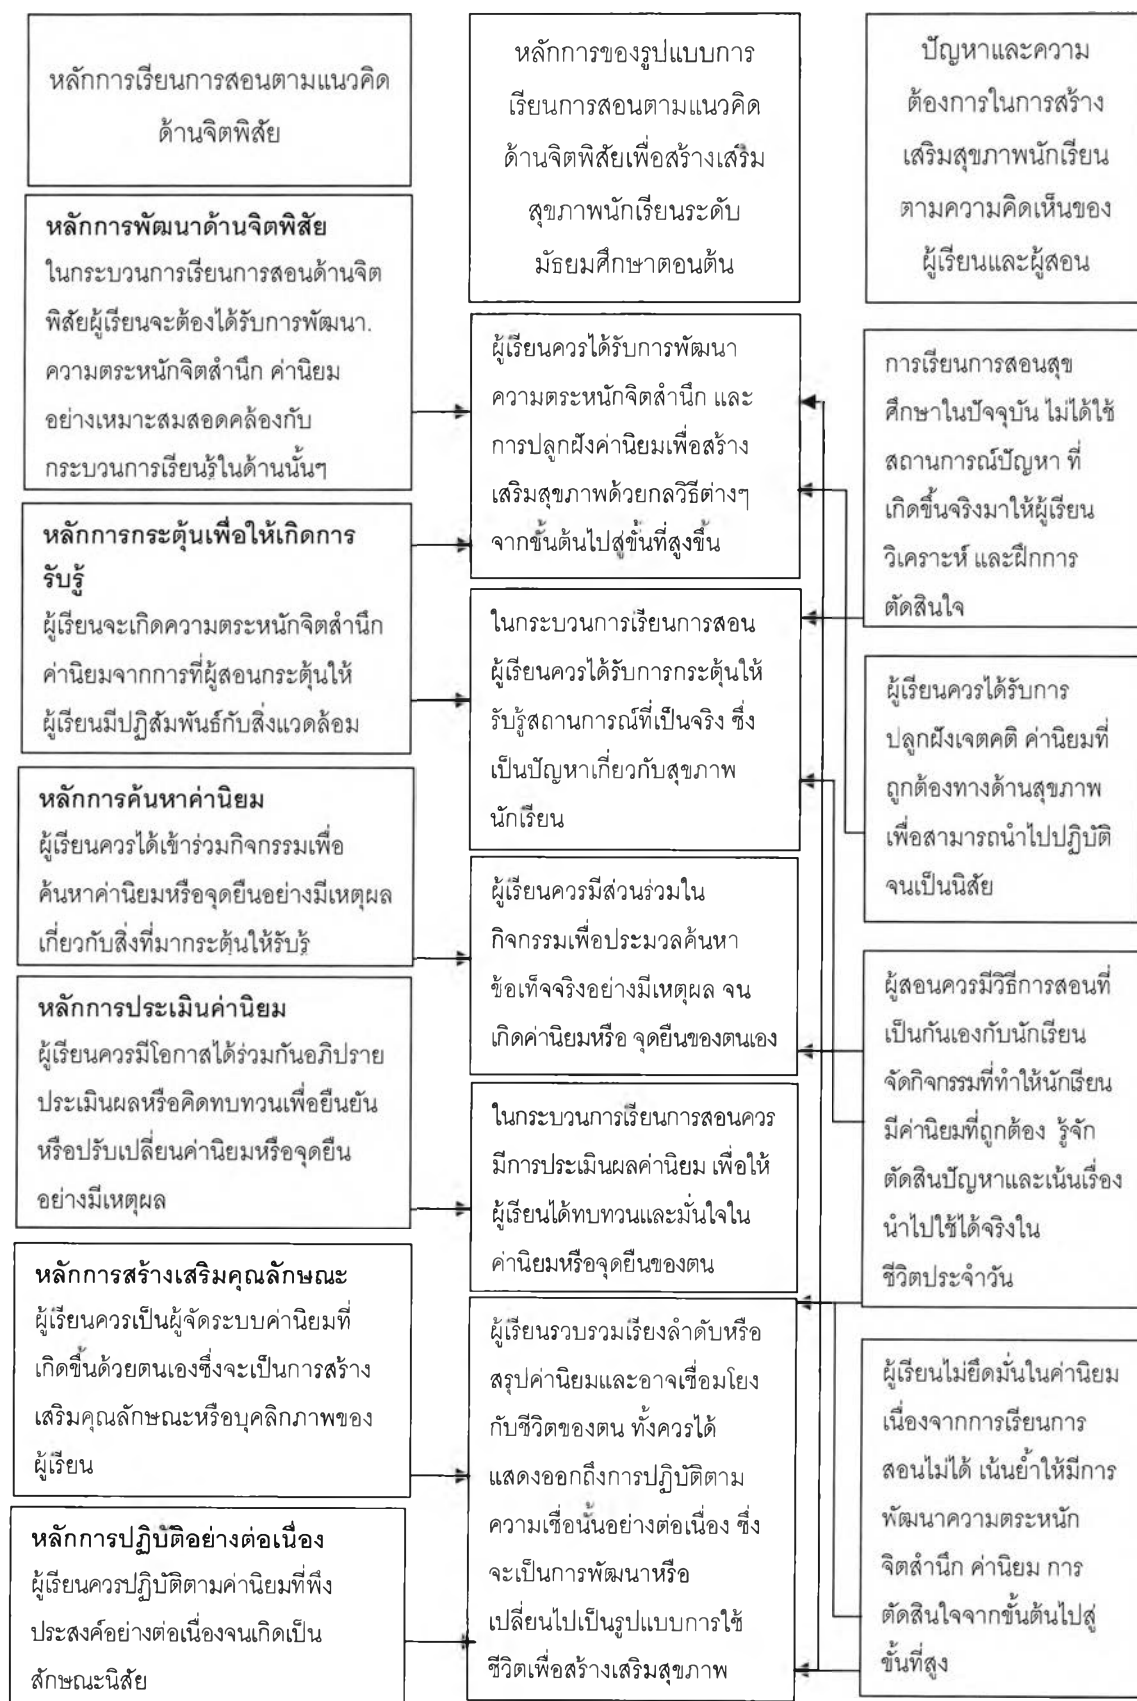 หลักการเรียนการสอนตามแนวคิด
ด้านจิตพิสัย
หลักการพัฒนาด้านจิตพิสัย
ในกระบวนการเรียนการสอนด้านจิต
พิสัยผู้เรียนจะต้องได้รับการพัฒนา.
ความตระหนักจิตสำนึก ค่านิยม
อย่างเหมาะสมสอดคล้องกับ
กระบวนการเรียนรู้ในด้านนั้นๆ
หลักการกระตุ้นเพื่อให้เกิดการ
รับรู้
ผู้เรียนจะเกิดความตระหนักจิตสำนึก
ค่านิยมจากการที่ผู้สอนกระตุ้นให้
ผู้เรียนมีปฏิสัมพันธ์กับสิ่งแวดล้อม
หลักการค้นหาค่านิยม
ผู้เรียนควรได้เข้าร่วมกิจกรรมเพื่อ
ค้นหาค่านิยมหรือจุดยืนอย่างมีเหตุผล
เกี่ยวกับสิ่งที่มากระตุ้นให้รับรู้
หลักการประเมินค่านิยม
ผู้เรียนควรมีโอกาสได้ร่วมกันอภิปราย
ประเมินผลหรือคิดทบทวนเพื่อยืนยัน
หรือปรับเปลี่ยนค่านิยมหรือจุดยืน
อย่างมีเหตุผล
หลักการสร้างเสริมคุณลักษณะ
ผู้เรียนควรเป็นผู้จัดระบบค่านิยมที่
เกิดขึ้นด้วยตนเองซึ่งจะเป็นการสร้าง
เสริมคุณลักษณะหรือบุคลิกภาพของ
ผู้เรียน
หลักการปฏิบัติอย่างต่อเนื่อง
ผู้เรียนควรปฏิบัติตามค่านิยมที่พึง
ประสงค์อย่างต่อเนื่องจนเกิดเป็น
ลักษณะนิสัย
หลักการของรูปแบบการ
เรียนการสอนตามแนวคิด
ด้านจิตพิสัยเพื่อสร้างเสริม
สุขภาพนักเรียนระดับ
มัธยมศึกษาตอนต้น
ผู้เรียนควรได้รับการพัฒนา
ความตระหนักจิตสำนึก และ
การปลูกฝังค่านิยมเพื่อสร้าง
เสริมสุขภาพด้วยกลวิธีต่างๆ
จากขั้นต้นไปสู่ขั้นที่สูงขึ้น
ในกระบวนการเรียนการสอน
ผู้เรียนควรได้รับการกระตุ้นให้
รับรู้สถานการณ์ที่เป็นจริง ซึ่ง
เป็นปัญหาเกี่ยวกับสุขภาพ
นักเรียน
ผู้เรียนควรมีส่วนร่วมใน
กิจกรรมเพื่อประมวลค้นหา
ข้อเท็จจริงอย่างมีเหตุผล จน
เกิดค่านิยมหรือ จุดยืนของตนเอง
ในกระบวนการเรียนการสอนควร
มีการประเมินผลค่านิยม เพื่อให้
ผู้เรียนได้ทบทวนและมั่นใจใน
ค่านิยมหรือจุดยืนของตน
ผู้เรียนรวบรวมเรียงลำดับหรือ
สรุปค่านิยมและอาจเชื่อมโยง
กับชีวิตของตน ทั้งควรได้
แสดงออกถึงการปฏิบัติตาม
ความเชื่อนั้นอย่างต่อเนื่อง ซึ่ง
จะเป็นการพัฒนาหรือ
เปลี่ยนไปเป็นรูปแบบการใช้
ชีวิตเพื่อสร้างเสริมสุขภาพ
ปัญหาและความ
ต้องการในการสร้าง
เสริมสุขภาพนักเรียน
ตามความคิดเห็นของ
ผู้เรียนและผู้สอน
การเรียนการสอนสุข
ศึกษาในปัจจุบัน ไม่ได้ใช้
สถานการณ์ปัญหา ที่
เกิดขึ้นจริงมาให้ผู้เรียน
วิเคราะห์ และฝึกการ
ตัดสินใจ
ผู้เรียนควรได้รับการ
ปลูกฝังเจตคติ ค่านิยมที่
ถูกต้องทางด้านสุขภาพ
เพื่อสามารถนำไปปฏิบัติ
จนเป็นนิสัย
ผู้สอนควรมีวิธีการสอนที่
เป็นกันเองกับนักเรียน
จัดกิจกรรมที่ทำให้นักเรียน
มีค่านิยมที่ถูกต้อง รู้จัก
ตัดสินปัญหาและเน้นเรื่อง
นำไปใช้ได้จริงใน
ชีวิตประจำวัน
ผู้เรียนไม่ยึดมั่นในค่านิยม
เนื่องจากการเรียนการ
สอนไม่ได้ เน้นย้ำให้มีการ
พัฒนาความตระหนัก
จิตสำนึก ค่านิยม การ
ตัดสินใจจากขั้นต้นไปสู่
ขั้นที่สูง